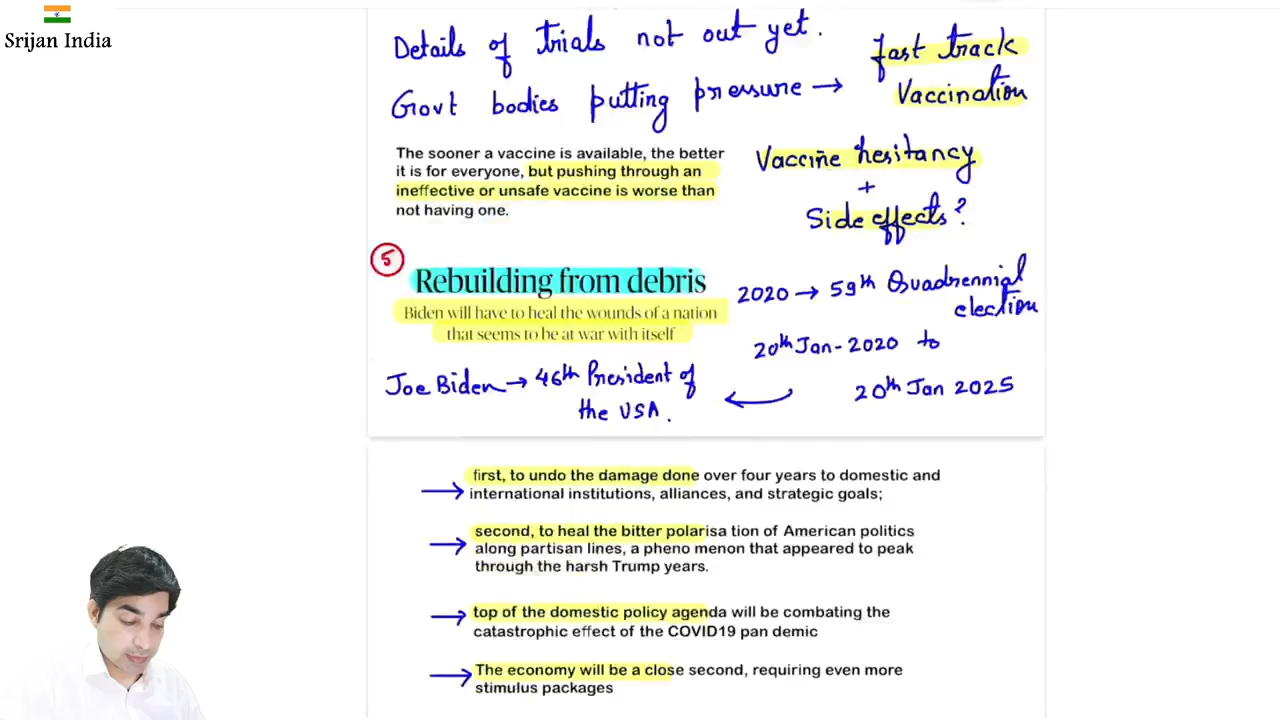 Srijan India
Details of trials not out yet.
Govt bodies putting pressure → fast track
Vaccination
The sooner a vaccine is available, the better
it is for everyone, but pushing through an
ineffective or unsafe vaccine is worse than
not having one.
Vaccine hesitancy
+
Side effects?
5
Rebuilding from debris
Biden will have to heal the wounds of a nation
that seems to be at war with itself
2020 → 59th Quadrennial
election
20th Jan-2020 to
20th Jan 2025
Joe Biden → 46th President of
the USA.
first, to undo the damage done over four years to domestic and
international institutions, alliances, and strategic goals;
second, to heal the bitter polarisa tion of American politics
along partisan lines, a pheno menon that appeared to peak
through the harsh Trump years.
top of the domestic policy agenda will be combating the
catastrophic effect of the COVID19 pan demic
The economy will be a close second, requiring even more
stimulus packages